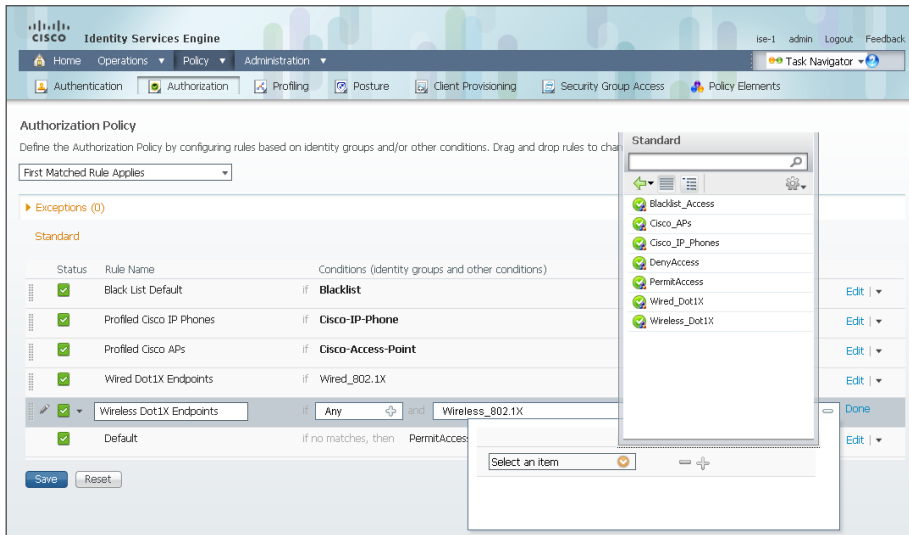 CISCO Identity Services Engine
ise-1 admin Logout Feedback
Home Operations Policy Administration
Task Navigator
Authentication Authorization Profiling Posture Client Provisioning Security Group Access Policy Elements
Authorization Policy
Define the Authorization Policy by configuring rules based on identity groups and/or other conditions. Drag and drop rules to
First Matched Rule Applies
Exceptions (0)
Standard
Status Rule Name Conditions (identity groups and other conditions)
Black List Default if Blacklist Edit |
Profiled Cisco IP Phones if Cisco-IP-Phone Edit |
Profiled Cisco APs if Cisco-Access-Point Edit |
Wired Dot1X Endpoints if Wired_802.1X Edit |
Wireless Dot1X Endpoints if Any and Wireless_802.1X Done
Default if no matches, then PermitAcces Edit |
Save Reset
Standard
Blacklist_Access
Cisco_APs
Cisco_IP_Phones
DenyAccess
PermitAccess
Wired_Dot1X
Wireless_Dot1X
Select an item